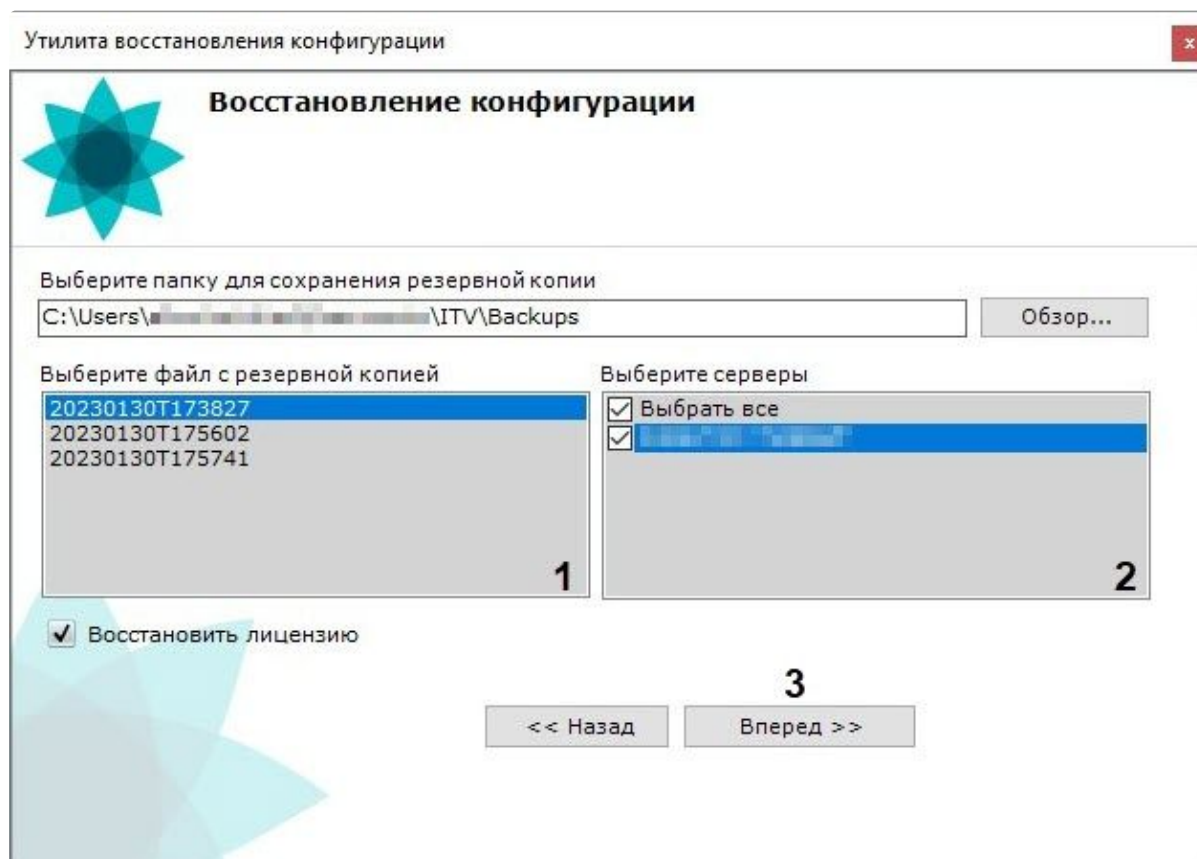 Утилита восстановления конфигурации
x
Восстановление конфигурации
Выберите папку для сохранения резервной копии
C:\Users\ \ITV\Backups
Обзор...
Выберите файл с резервной копией
Выберите серверы
20230130T173827
20230130T175602
20230130T175741
1
Выбрать все
2
Восстановить лицензию
3
<< Назад
Вперед >>